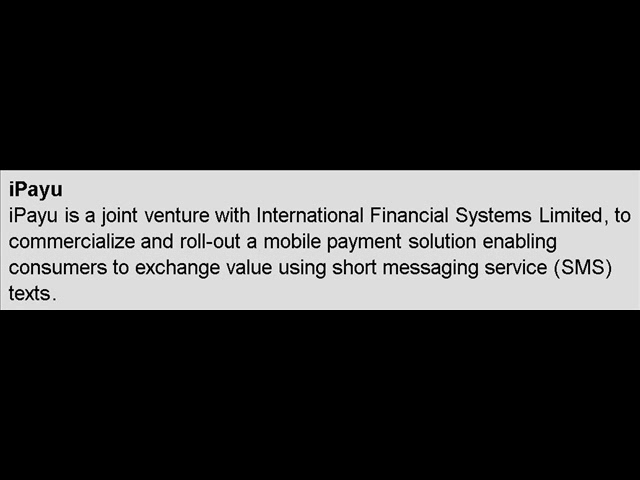 iPayu
iPayu is a joint venture with International Financial Systems Limited, to
commercialize and roll-out a mobile payment solution enabling
consumers to exchange value using short messaging service (SMS)
texts.